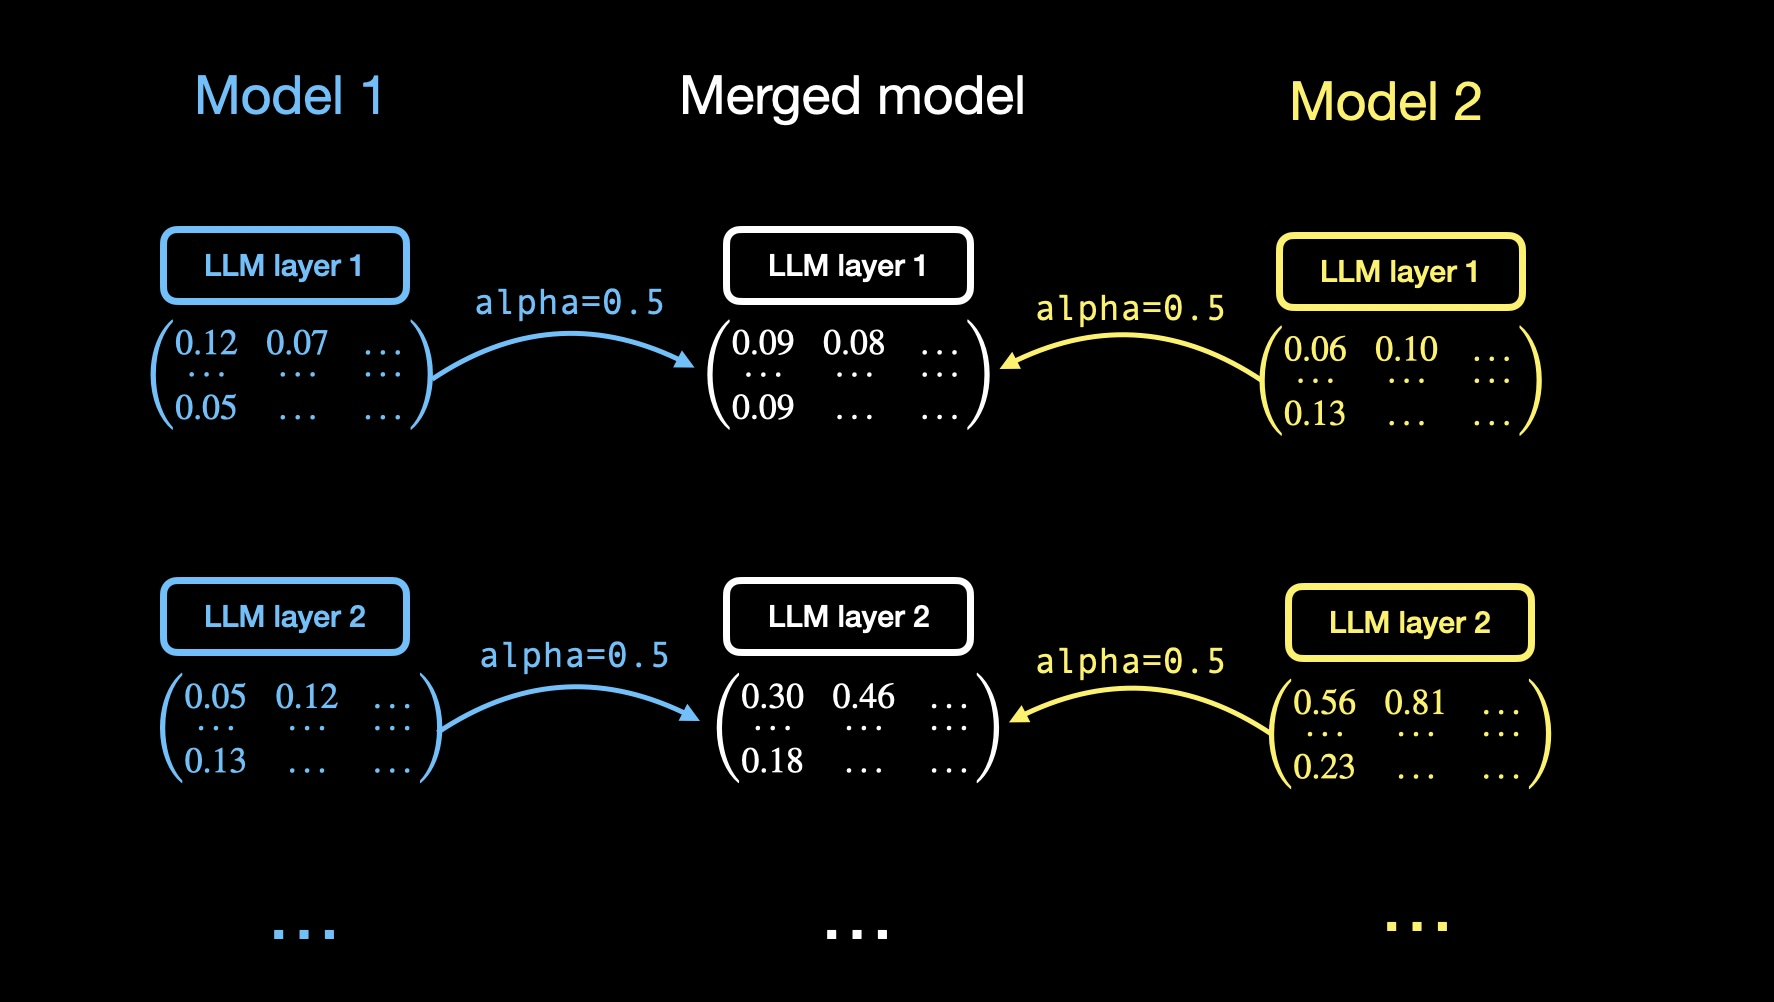 Model 1
Merged model
Model 2
LLM layer 1
LLM layer 1
LLM layer 1
alpha=0.5
alpha=0.5
0.12 0.07 ...
... ... ...
0.05 ... ...
0.09 0.08 ...
... ... ...
0.09 ... ...
0.06 0.10 ...
... ... ...
0.13 ... ...
LLM layer 2
LLM layer 2
LLM layer 2
alpha=0.5
alpha=0.5
0.05 0.12 ...
... ... ...
0.13 ... ...
0.30 0.46 ...
... ... ...
0.18 ... ...
0.56 0.81 ...
... ... ...
0.23 ... ...
...
...
...